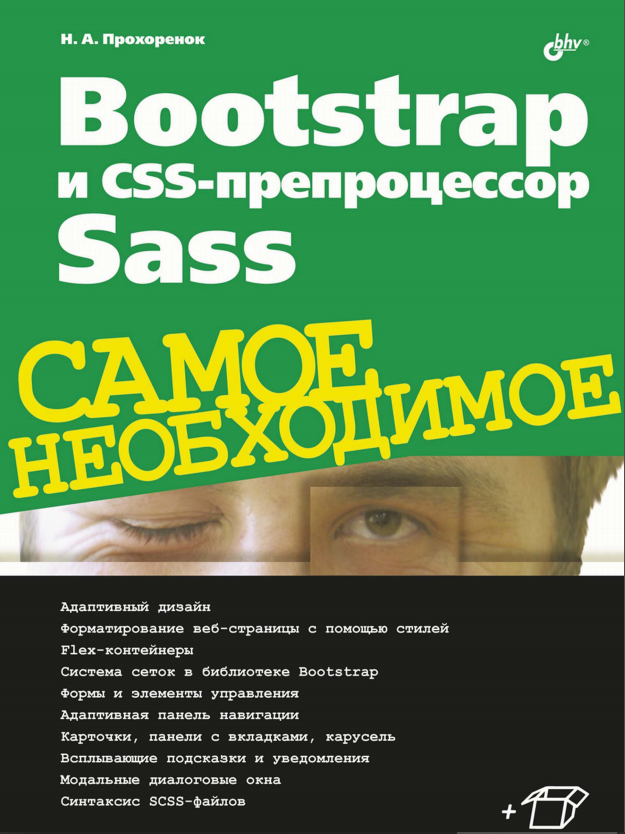 Н. А. Прохоренок
bhv®
Bootstrap
и CSS-препроцессор
Sass
САМОЕ
НЕОБХОДИМОЕ
Адаптивный дизайн
Форматирование веб-страницы с помощью стилей
Flex-контейнеры
Система сеток в библиотеке Bootstrap
Формы и элементы управления
Адаптивная панель навигации
Карточки, панели с вкладками, карусель
Всплывающие подсказки и уведомления
Модальные диалоговые окна
Синтаксис SCSS-файлов
+